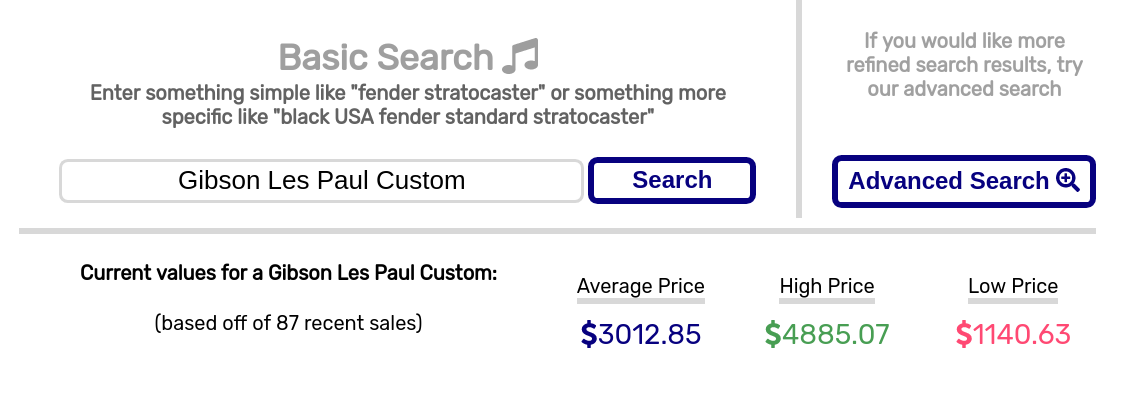 Basic Search
Enter something simple like "fender stratocaster" or something more
specific like "black USA fender standard stratocaster"
Gibson Les Paul Custom
Search
If you would like more
refined search results, try
our advanced search
Advanced Search
Current values for a Gibson Les Paul Custom:
(based off of 87 recent sales)
Average Price
$3012.85
High Price
$4885.07
Low Price
$1140.63